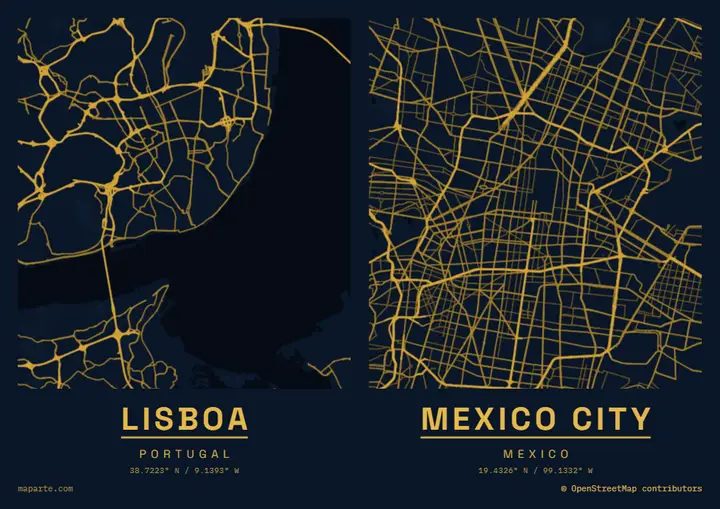 LISBOA
PORTUGAL
38.7223° N / 9.1393° W
MEXICO CITY
MEXICO
19.4326° N / 99.1332° W
maparte.com
© OpenStreetMap contributors